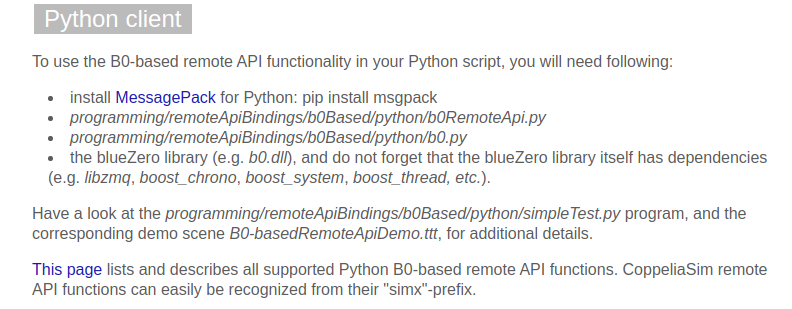 Python client
To use the B0-based remote API functionality in your Python script, you will need following:
• install MessagePack for Python: pip install msgpack
• programming/remoteApiBindings/b0Based/python/b0RemoteApi.py
• programming/remoteApiBindings/b0Based/python/b0.py
• the blueZero library (e.g. b0.dll), and do not forget that the blueZero library itself has dependencies
(e.g. libzmq, boost_chrono, boost_system, boost_thread, etc.).
Have a look at the programming/remoteApiBindings/b0Based/python/simpleTest.py program, and the
corresponding demo scene B0-basedRemoteApiDemo.ttt, for additional details.
This page lists and describes all supported Python B0-based remote API functions. CoppeliaSim remote
API functions can easily be recognized from their "simx"-prefix.